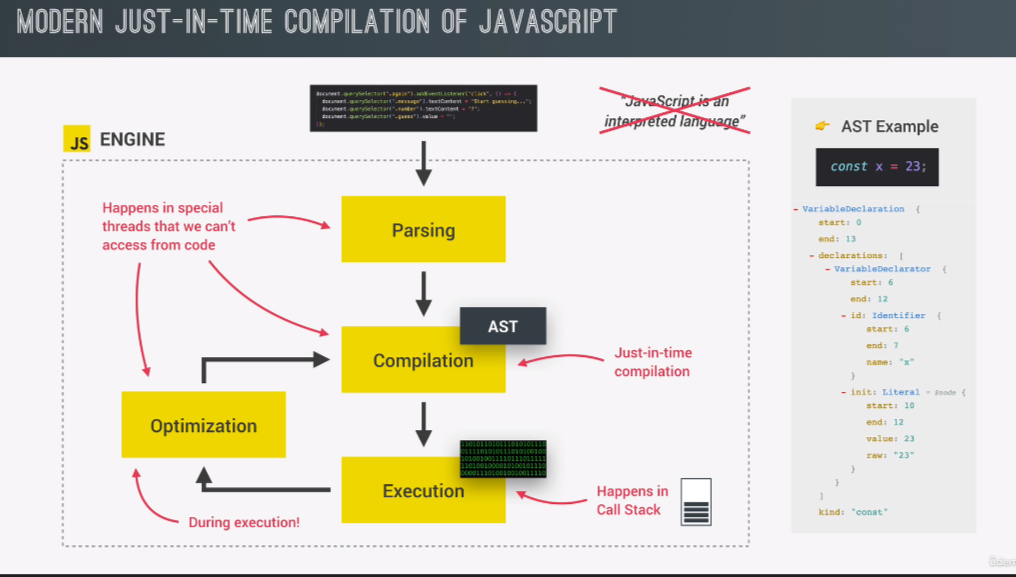 MODERN JUST-IN-TIME COMPILATION OF JAVASCRIPT
document.querySelector(".again").addEventListener("click", () => {
document.querySelector(".message").textContent = "Start guessing...";
document.querySelector(".number").textContent = "?";
document.querySelector(".guess").value = "";
});
"JavaScript is an
interpreted language"
JS ENGINE
Happens in special
threads that we can't
access from code
Parsing
AST
Compilation
Just-in-time
compilation
Optimization
Execution
Happens in
Call Stack
During execution!
👉 AST Example
const x = 23;
- VariableDeclaration {
start: 0
end: 13
- declarations: [
- VariableDeclarator {
start: 6
end: 12
- id: Identifier {
start: 6
end: 7
name: "x"
}
- init: Literal = $node {
start: 10
end: 12
value: 23
raw: "23"
}
}
]
kind: "const"